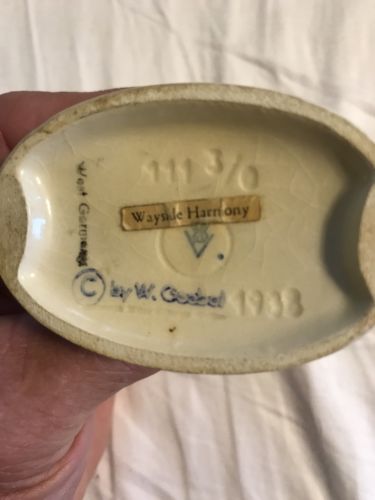 111 3/0
West Germany
Wayside Harmony
© by W. Goebel 1938